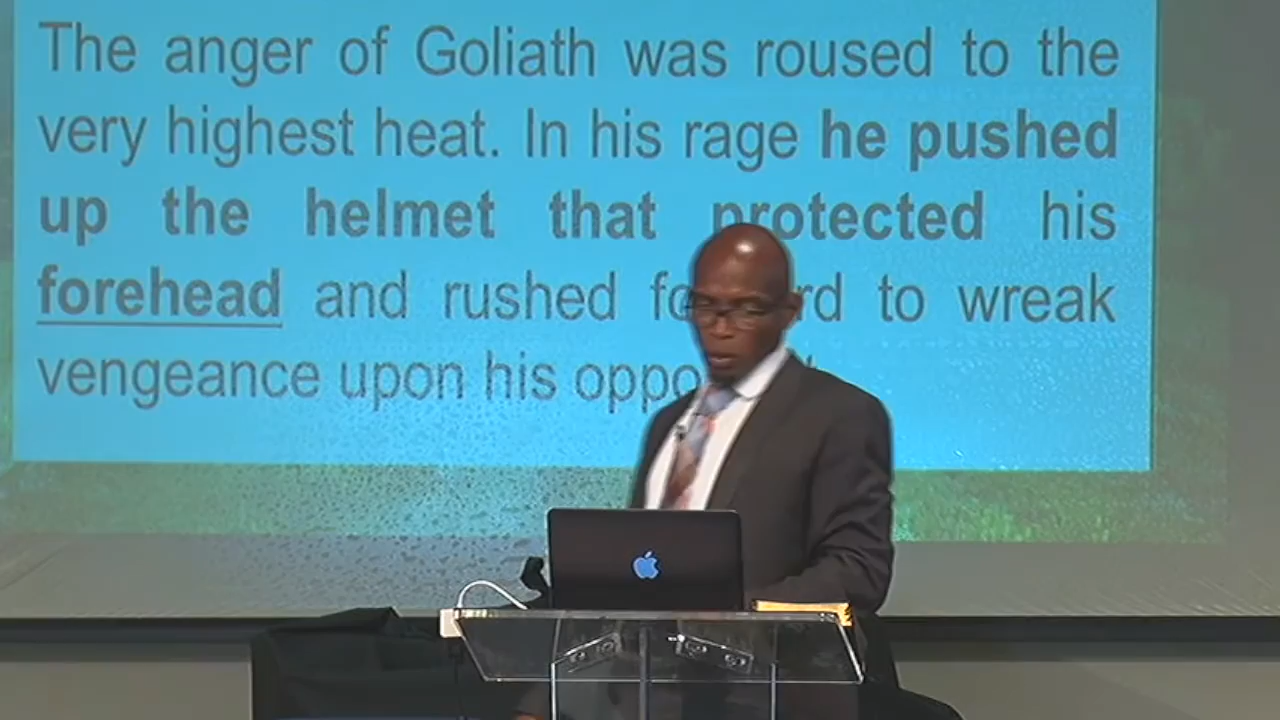 The anger of Goliath was roused to the
very highest heat. In his rage he pushed
up the helmet that protected his
forehead and rushed to wreak
vengeance upon his